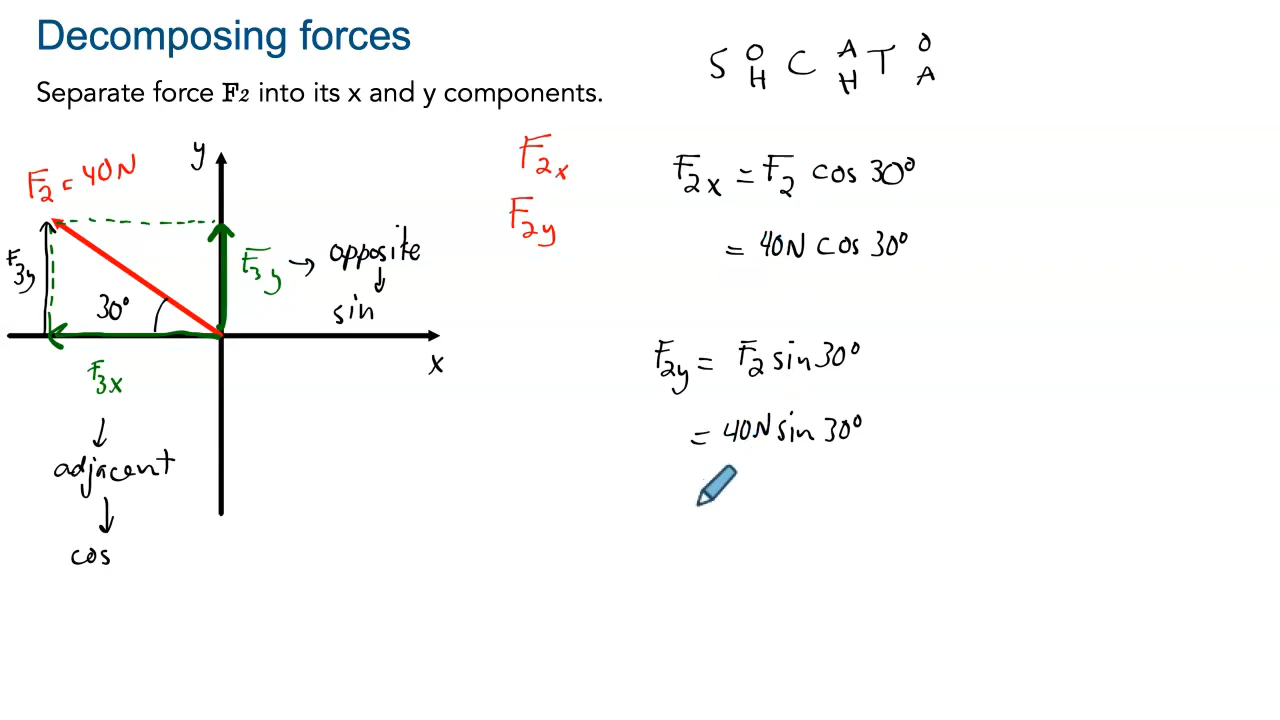 Decomposing forces
Separate force F2 into its x and y components.
S O/H C A/H T O/A
F2 = 40N
y
F3y
30°
F3y → opposite
↓
sin
x
F3x
↓
adjacent
↓
cos
F2x
F2y
F2x = F2 cos 30°
= 40N cos 30°
F2y = F2 sin 30°
= 40N sin 30°